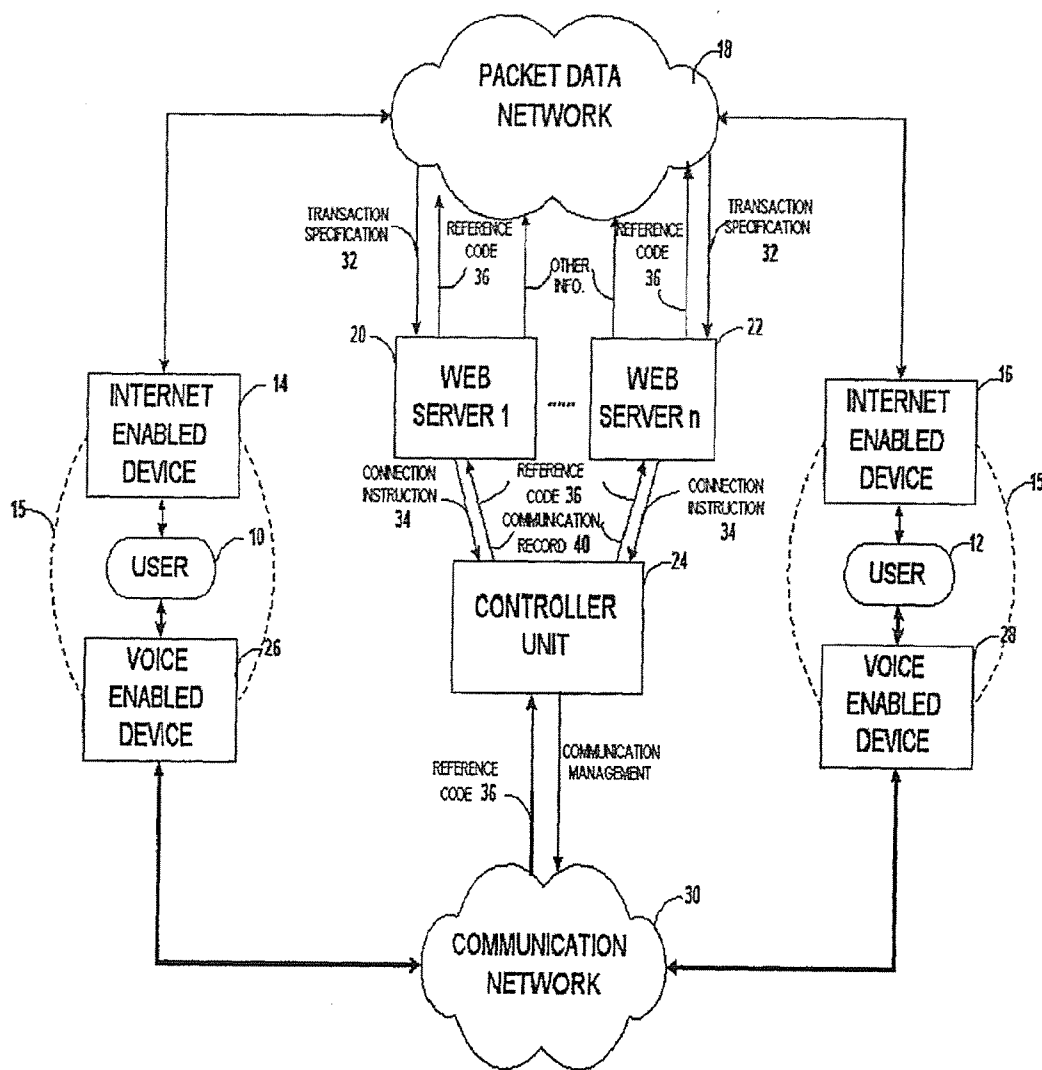 18
PACKET DATA
NETWORK
TRANSACTION
SPECIFICATION
32
REFERENCE
CODE
36
OTHER
INFO.
REFERENCE
CODE
36
TRANSACTION
SPECIFICATION
32
20
WEB
SERVER 1
22
WEB
SERVER n
14
INTERNET
ENABLED
DEVICE
16
INTERNET
ENABLED
DEVICE
CONNECTION
INSTRUCTION
34
REFERENCE
CODE 36
COMMUNICATION
RECORD 40
CONNECTION
INSTRUCTION
34
15
10
USER
15
12
USER
24
CONTROLLER
UNIT
26
VOICE
ENABLED
DEVICE
28
VOICE
ENABLED
DEVICE
REFERENCE
CODE 36
COMMUNICATION
MANAGEMENT
30
COMMUNICATION
NETWORK